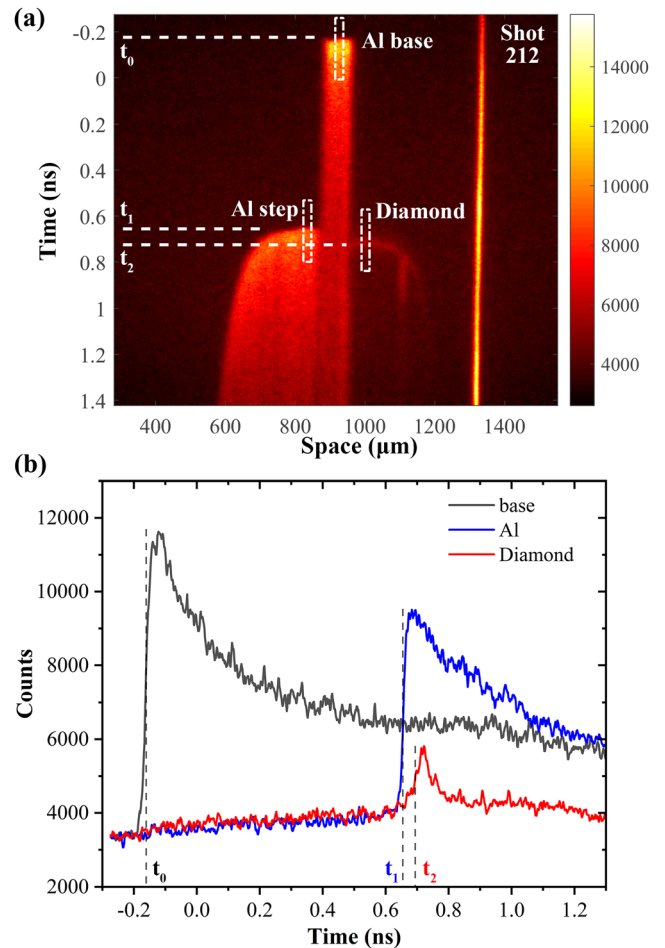 (a)
-0.2
0
0.2
0.4
0.6
0.8
1
1.2
1.4
Time (ns)
t0
t1
t2
Al base
Shot
212
Al step
Diamond
400
600
800
1000
1200
1400
Space (μm)
14000
12000
10000
8000
6000
4000
(b)
12000
10000
8000
6000
4000
2000
Counts
base
Al
Diamond
t0
t1
t2
-0.2
0.0
0.2
0.4
0.6
0.8
1.0
1.2
Time (ns)